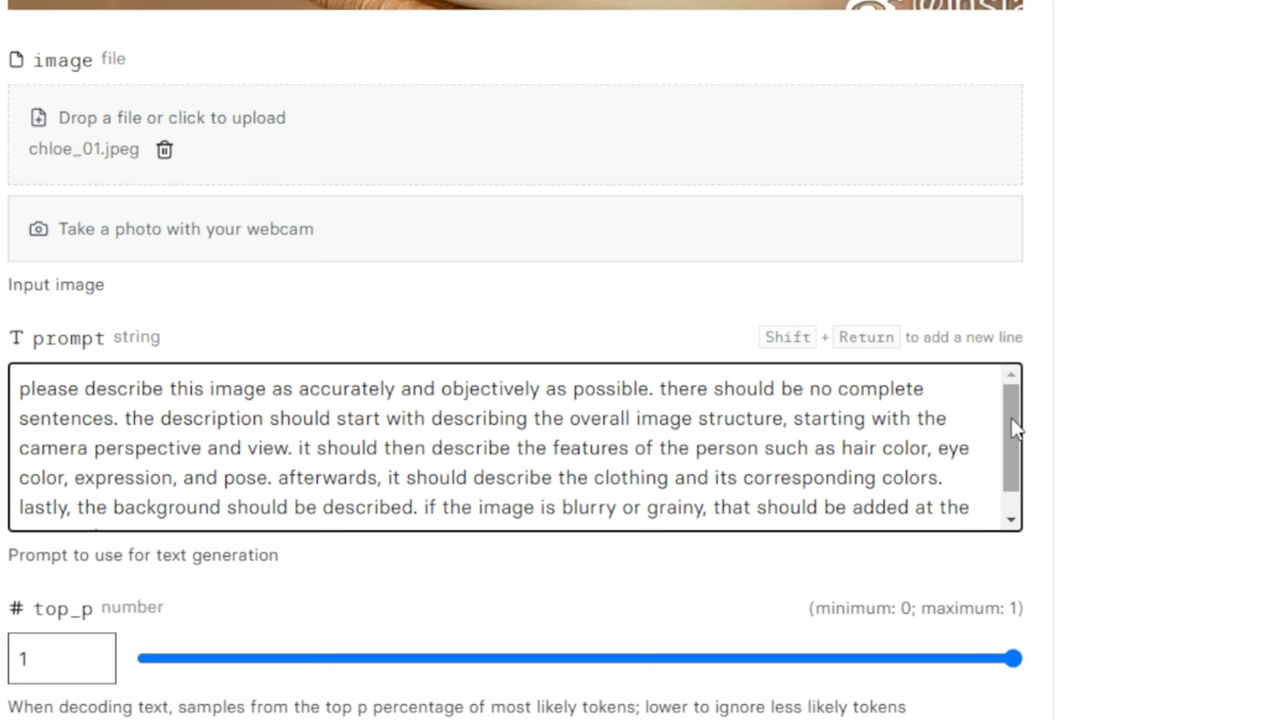 image file
Drop a file or click to upload
chloe_01.jpeg
Take a photo with your webcam
Input image
T prompt string
Shift + Return to add a new line
please describe this image as accurately and objectively as possible. there should be no complete
sentences. the description should start with describing the overall image structure, starting with the
camera perspective and view. it should then describe the features of the person such as hair color, eye
color, expression, and pose. afterwards, it should describe the clothing and its corresponding colors.
lastly, the background should be described. if the image is blurry or grainy, that should be added at the
Prompt to use for text generation
# top_p number
(minimum: 0; maximum: 1)
1
When decoding text, samples from the top p percentage of most likely tokens; lower to ignore less likely tokens